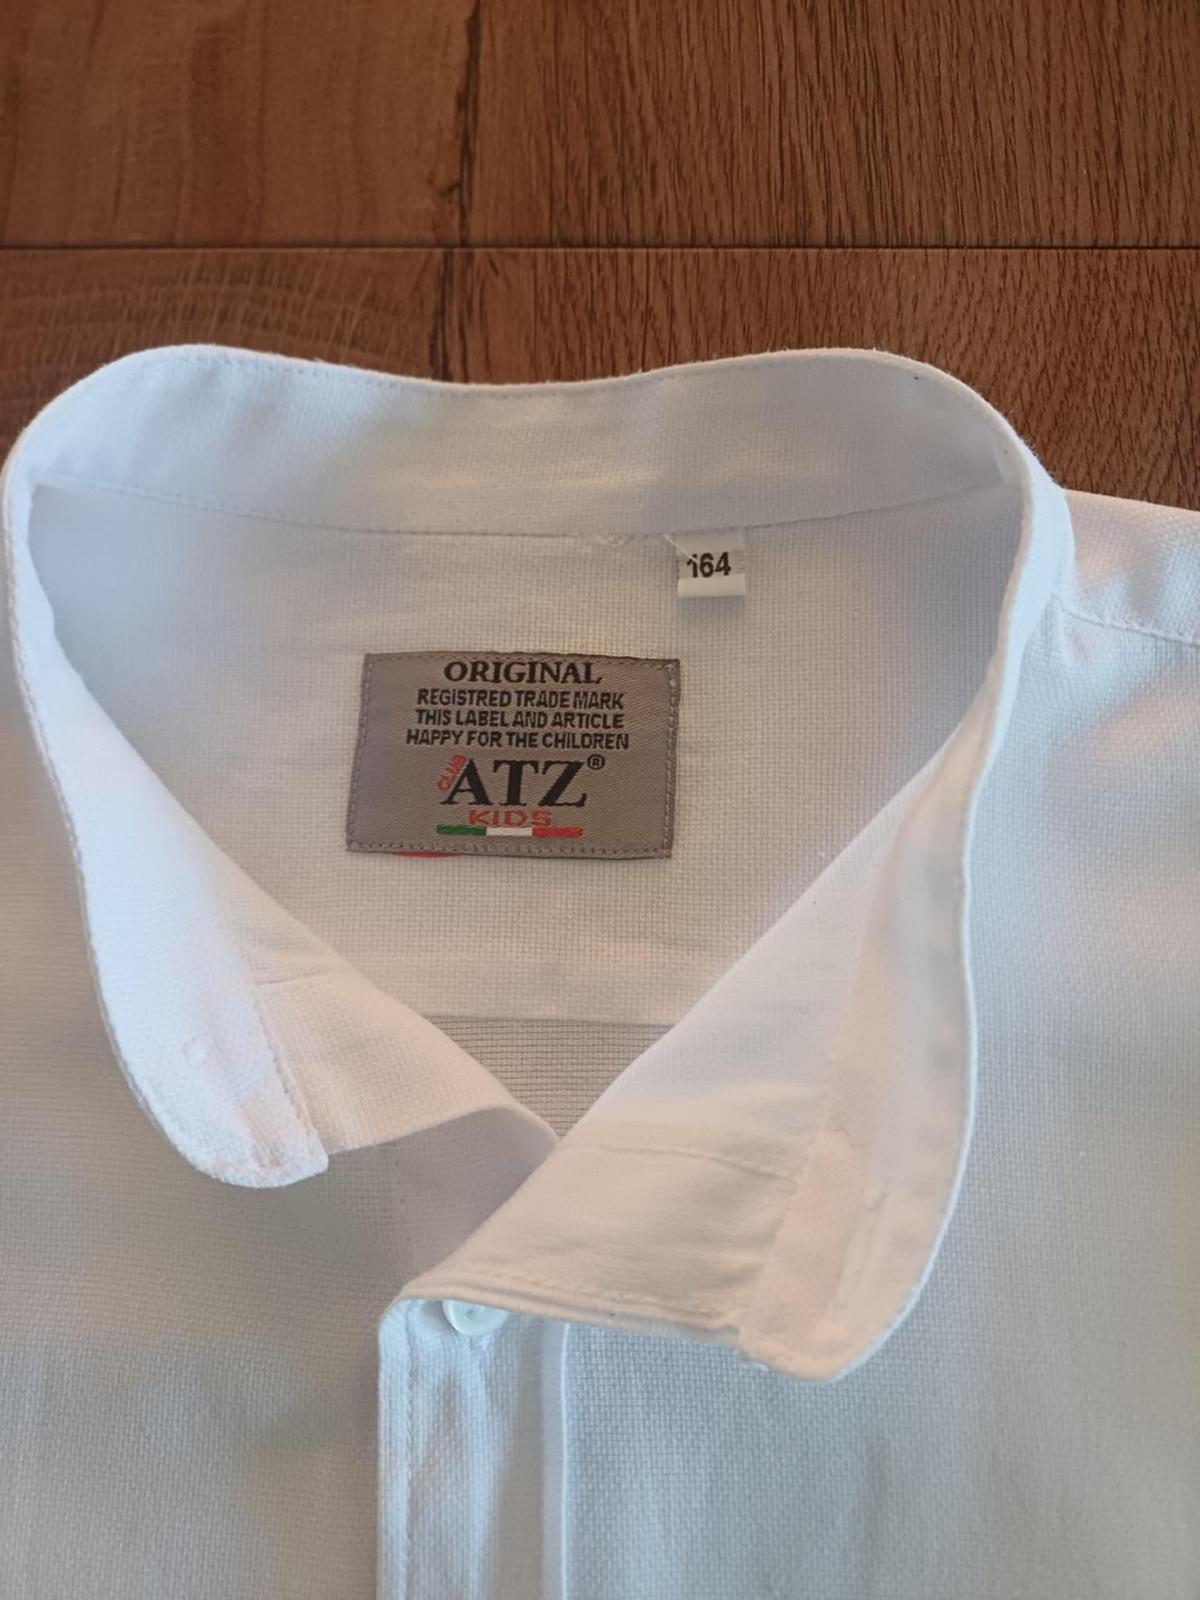 164
ORIGINAL
REGISTRED TRADE MARK
THIS LABEL AND ARTICLE
HAPPY FOR THE CHILDREN
CLUB ATZ®
KIDS